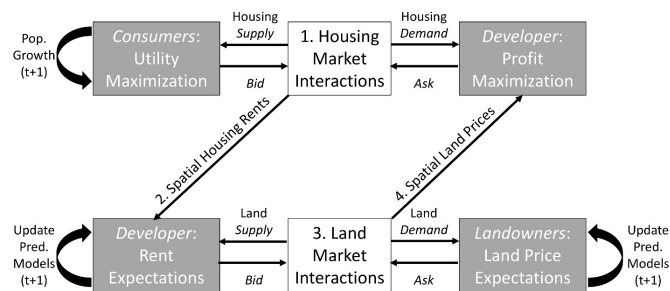 Pop.
Growth
(t+1)
Consumers:
Utility
Maximization
Housing
Supply
Bid
1. Housing
Market
Interactions
Housing
Demand
Ask
Developer:
Profit
Maximization
2. Spatial Housing Rents
4. Spatial Land Prices
Update
Pred.
Models
(t+1)
Developer:
Rent
Expectations
Land
Supply
Bid
3. Land
Market
Interactions
Land
Demand
Ask
Landowners:
Land Price
Expectations
Update
Pred.
Models
(t+1)